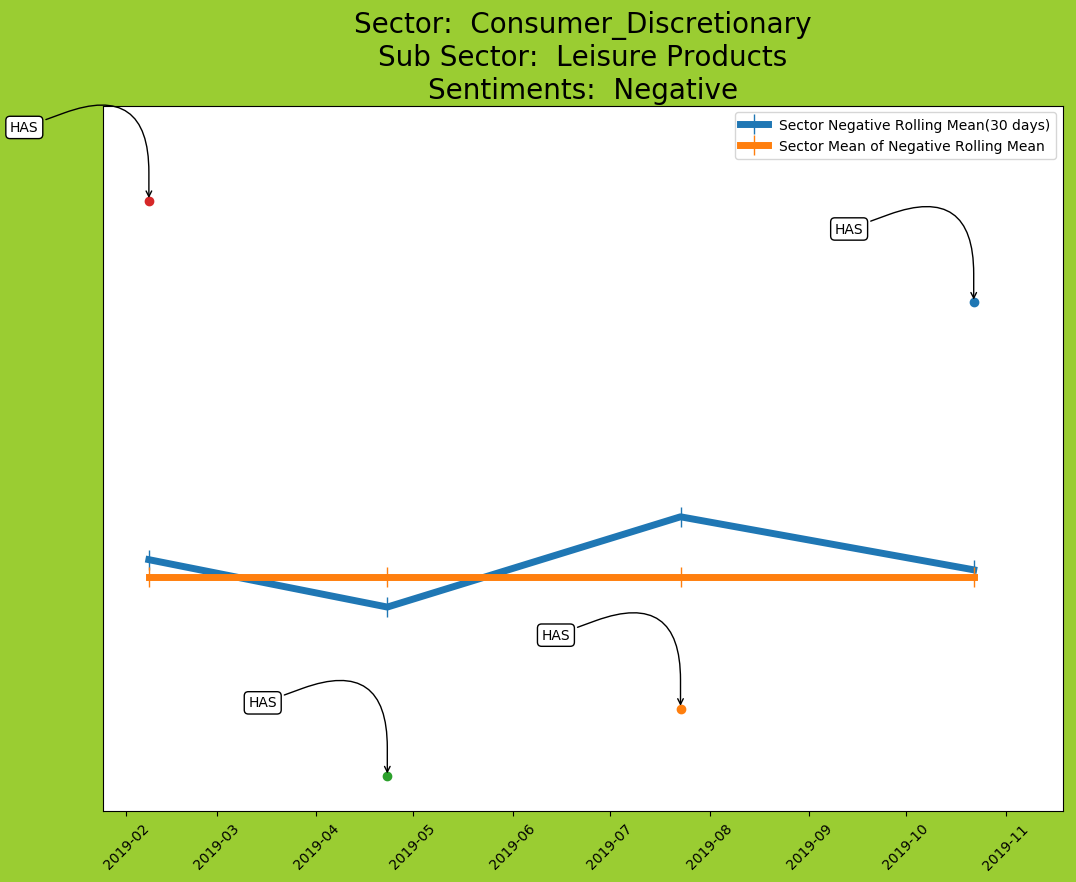 Sector:  Consumer_Discretionary
Sub Sector:  Leisure Products
Sentiments:  Negative
Sector Negative Rolling Mean(30 days)
Sector Mean of Negative Rolling Mean
HAS
HAS
HAS
HAS
2019-02
2019-03
2019-04
2019-05
2019-06
2019-07
2019-08
2019-09
2019-10
2019-11